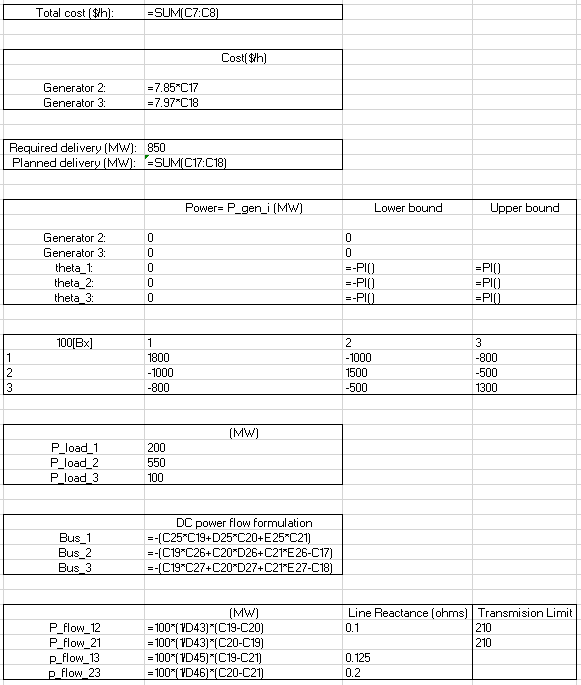 Total cost ($/h): =SUM(C7:C8)
Cost($/h)
Generator 2: =7.85*C17
Generator 3: =7.97*C18
Required delivery (MW): 850
Planned delivery (MW): =SUM(C17:C18)
Power= P_gen_i (MW) Lower bound Upper bound
Generator 2: 0 0
Generator 3: 0 0
theta_1: 0 =-PI() =PI()
theta_2: 0 =-PI() =PI()
theta_3: 0 =-PI() =PI()
100[Bx] 1 2 3
1 1800 -1000 -800
2 -1000 1500 -500
3 -800 -500 1300
(MW)
P_load_1 200
P_load_2 550
P_load_3 100
DC power flow formulation
Bus_1 =-(C25*C19+D25*C20+E25*C21)
Bus_2 =-(C19*C26+C20*D26+C21*E26-C17)
Bus_3 =-(C19*C27+C20*D27+C21*E27-C18)
(MW) Line Reactance (ohms) Transmision Limit
P_flow_12 =100*(1/D43)*(C19-C20) 0.1 210
P_flow_21 =100*(1/D43)*(C20-C19) 210
p_flow_13 =100*(1/D45)*(C19-C21) 0.125
p_flow_23 =100*(1/D46)*(C20-C21) 0.2